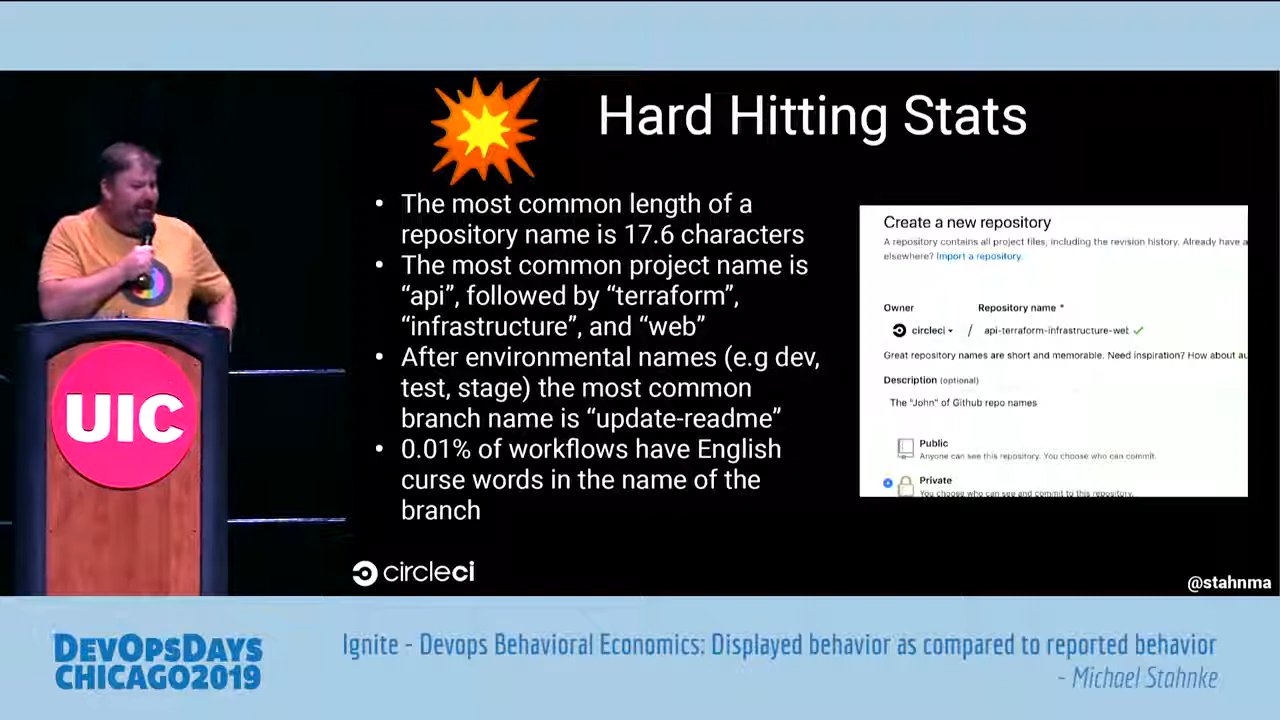 Hard Hitting Stats
• The most common length of a
repository name is 17.6 characters
• The most common project name is
“api”, followed by “terraform”,
“infrastructure”, and “web”
• After environmental names (e.g dev,
test, stage) the most common
branch name is “update-readme”
• 0.01% of workflows have English
curse words in the name of the
branch
Create a new repository
A repository contains all project files, including the revision history. Already have a
elsewhere? Import a repository.
Owner
Repository name *
circleci / api-terraform-infrastructure-web
Great repository names are short and memorable. Need inspiration? How about au
Description (optional)
The "John" of Github repo names
Public
Anyone can see this repository. You choose who can commit.
Private
You choose who can see and commit to this repository.
circleci
@stahnma
UIC
DEVOPSDAYS
CHICAGO2019
Ignite - Devops Behavioral Economics: Displayed behavior as compared to reported behavior
- Michael Stahnke